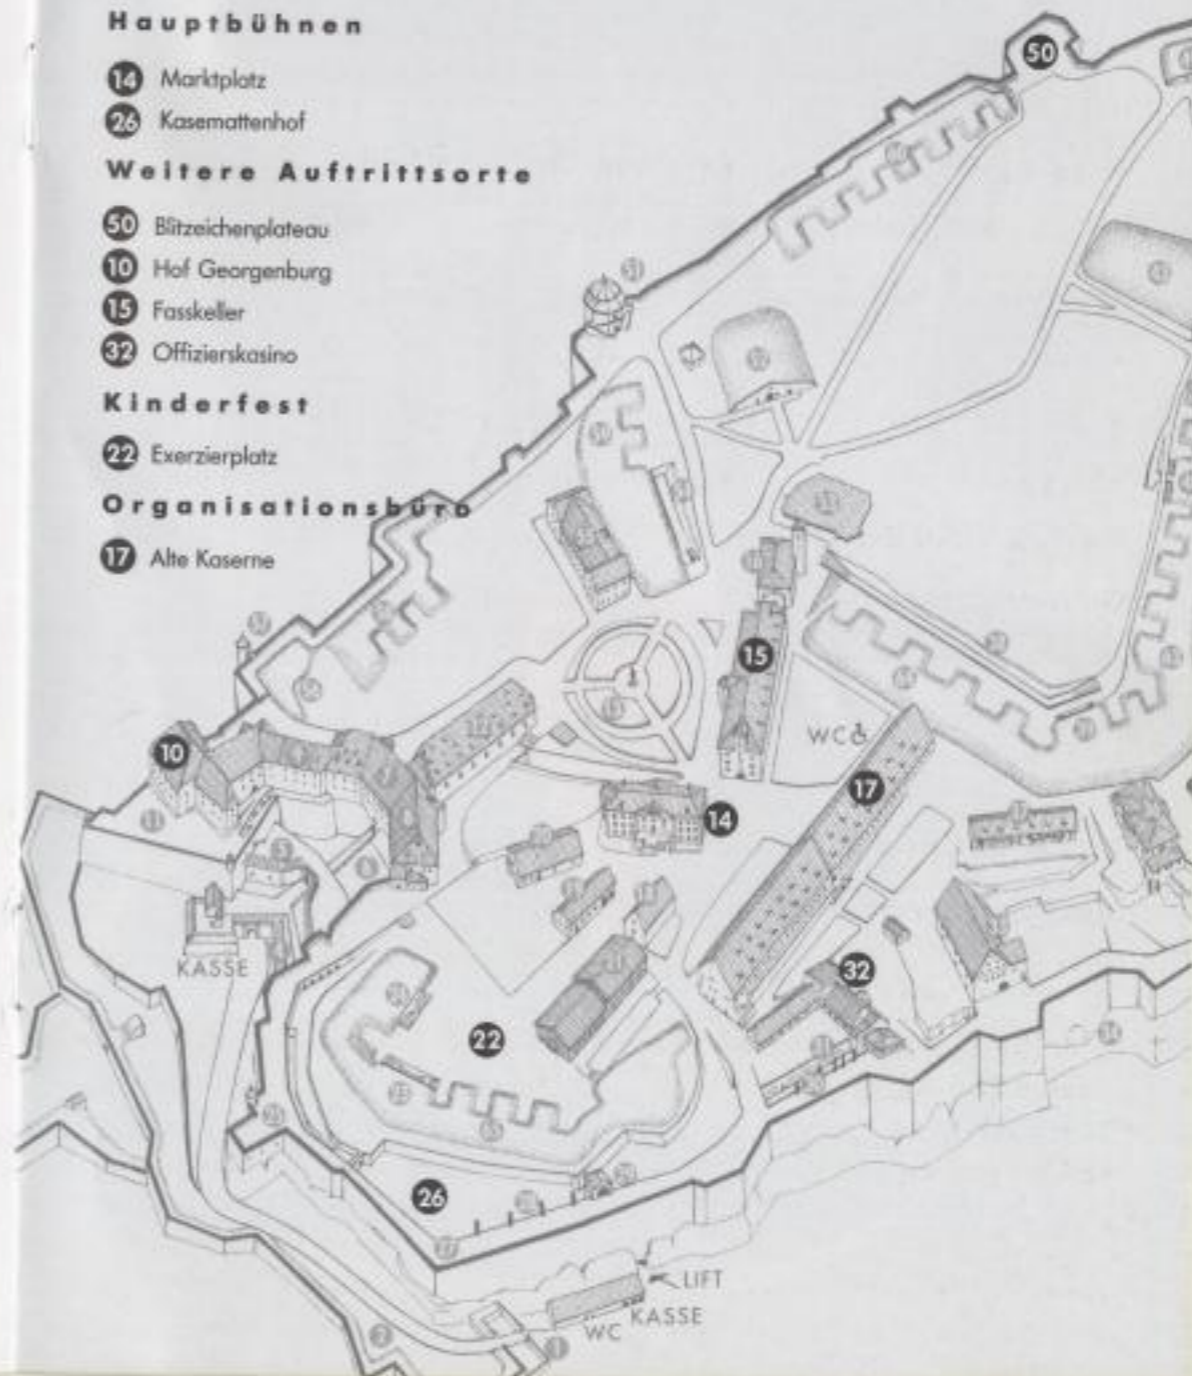 Hauptbühnen
14 Marktplatz
26 Kasemattenhof
Weitere Auftrittsorte
50 Blitzeichenplateau
10 Hof Georgenburg
15 Fasskeller
32 Offizierskasino
Kinderfest
22 Exerzierplatz
Organisationsbüro
17 Alte Kaserne
50
15
WC
10
17
14
KASSE
32
22
26
LIFT
KASSE
WC